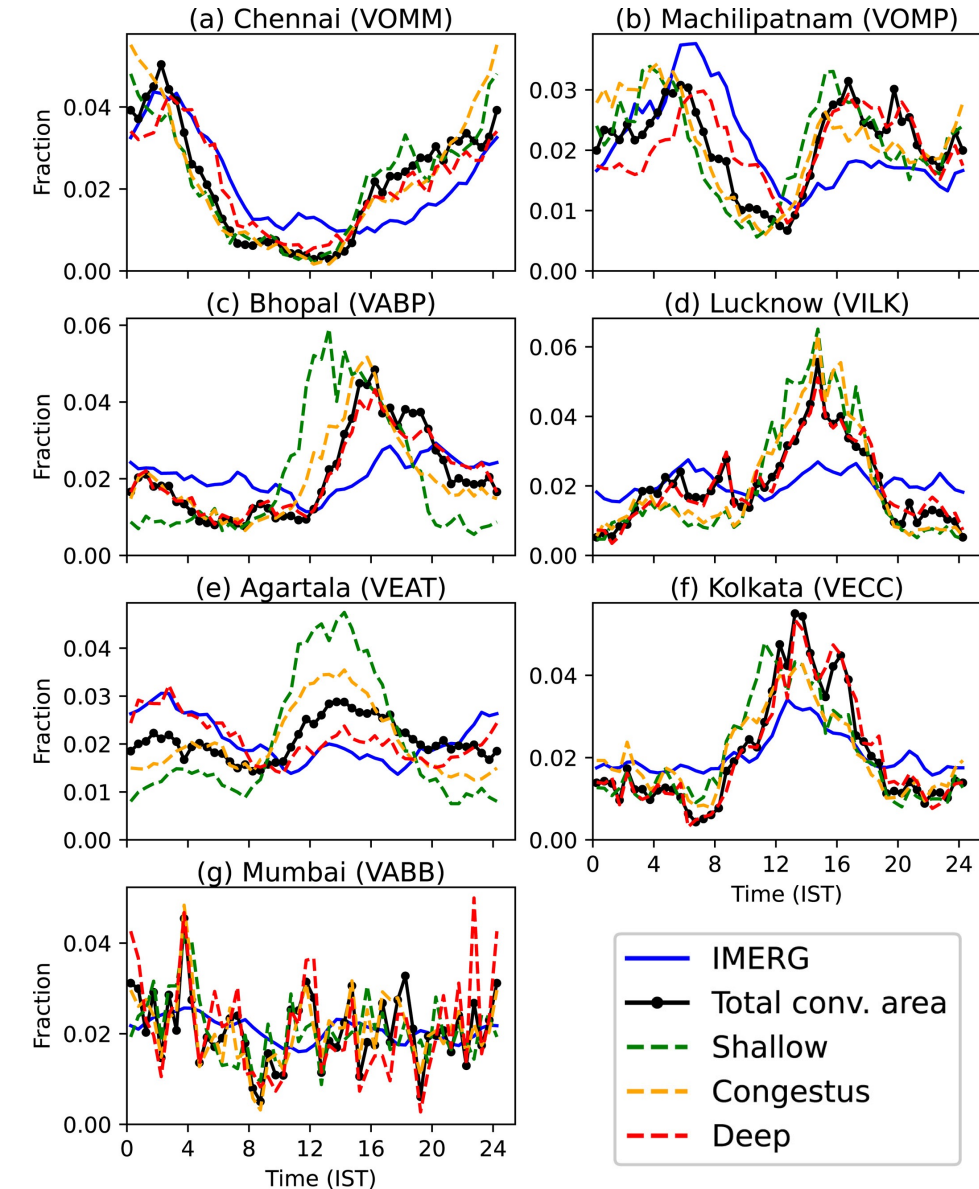 (a) Chennai (VOMM)
(b) Machilipatnam (VOMP)
Fraction
0.04
0.02
0.00
0.03
0.02
0.01
0.00
(c) Bhopal (VABP)
(d) Lucknow (VILK)
Fraction
0.06
0.04
0.02
0.00
0.06
0.04
0.02
0.00
(e) Agartala (VEAT)
(f) Kolkata (VECC)
Fraction
0.04
0.03
0.02
0.01
0.00
0.04
0.02
0.00
0 4 8 12 16 20 24
Time (IST)
(g) Mumbai (VABB)
Fraction
0.04
0.02
0.00
0 4 8 12 16 20 24
Time (IST)
IMERG
Total conv. area
Shallow
Congestus
Deep